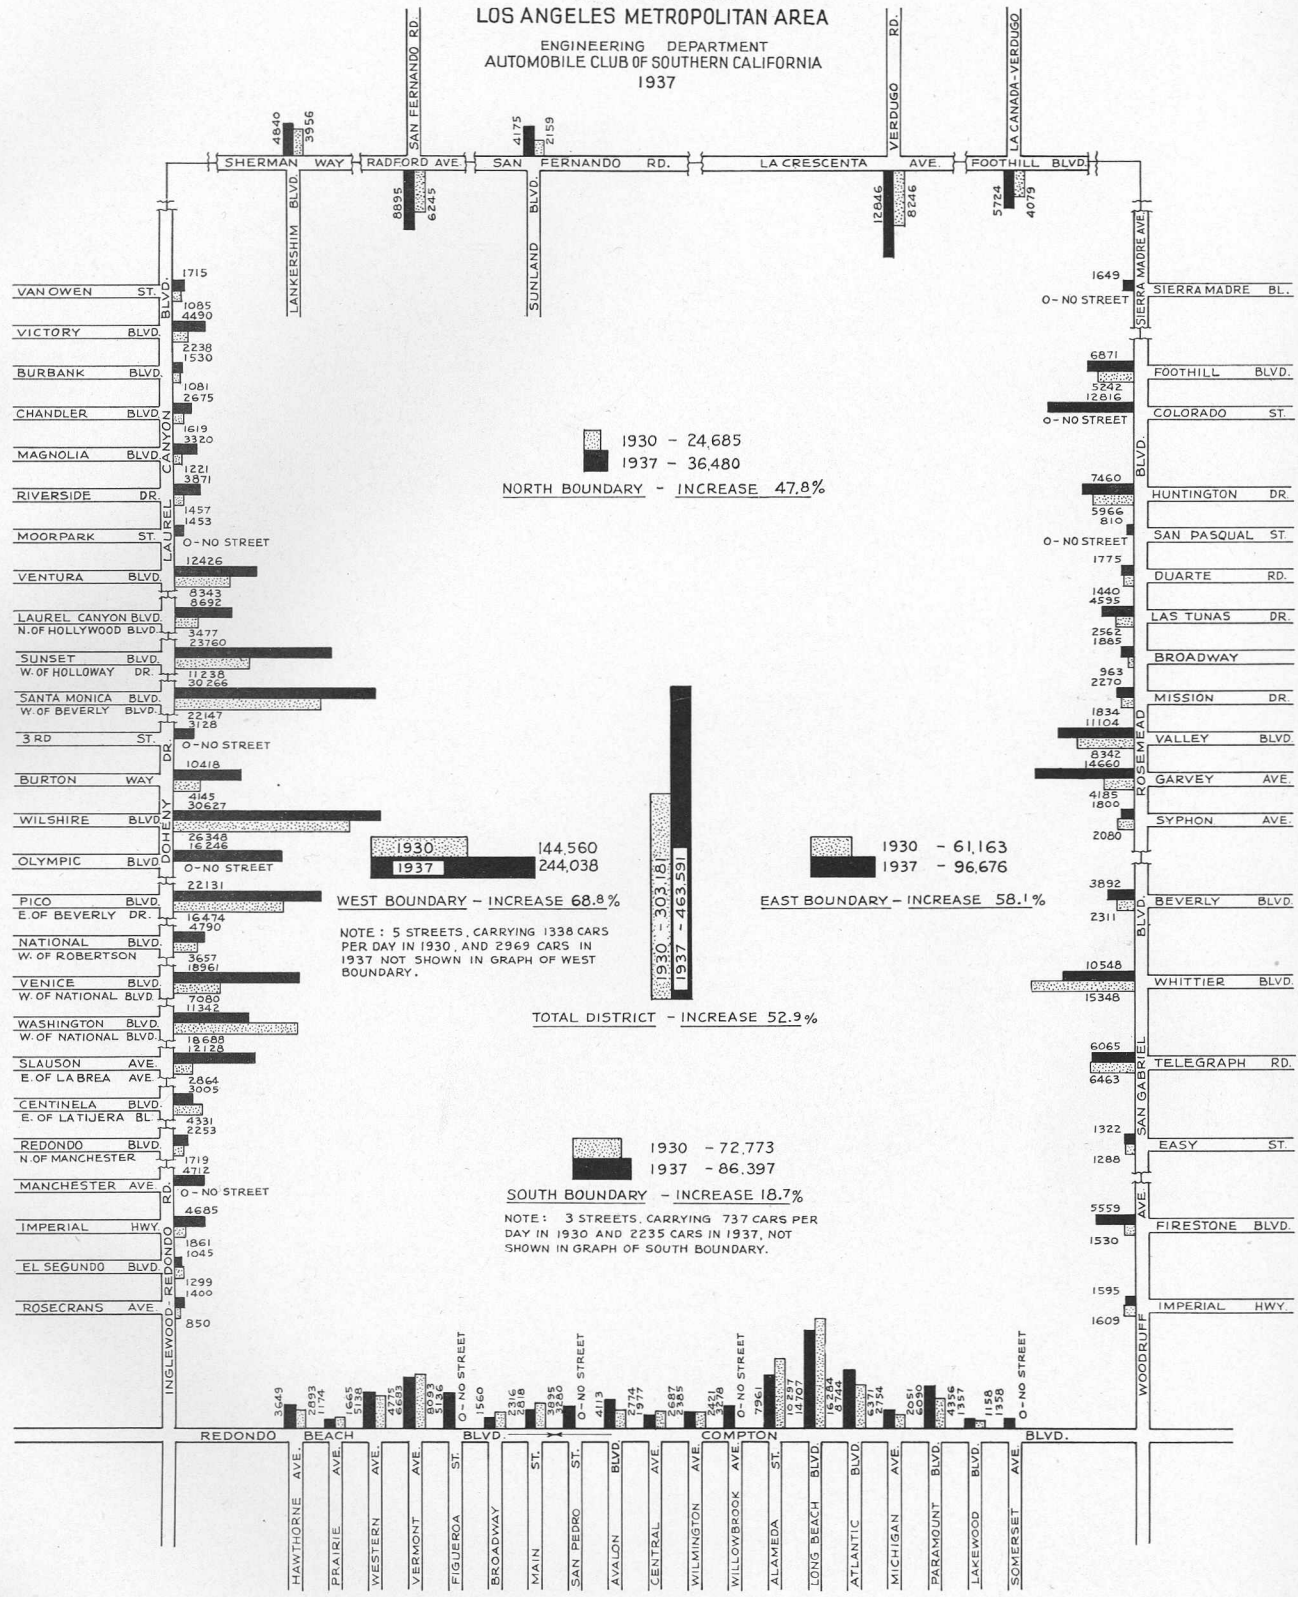 LOS ANGELES METROPOLITAN AREA
ENGINEERING DEPARTMENT
AUTOMOBILE CLUB OF SOUTHERN CALIFORNIA
1937
SAN FERNANDO RD.
VERDUGO RD.
LA CANADA-VERDUGO
4840
3956
4175
2159
SHERMAN WAY
RADFORD AVE.
SAN FERNANDO RD.
LA CRESCENTA AVE.
FOOTHILL BLVD.
LANKERSHIM BLVD.
8895
6245
SUNLAND BLVD.
12846
8246
5724
4079
LAUREL CANYON BLVD.
VAN OWEN ST.
1715
1085
VICTORY BLVD.
4490
2238
BURBANK BLVD.
1530
1081
CHANDLER BLVD.
2675
1619
MAGNOLIA BLVD.
3320
1221
RIVERSIDE DR.
3871
1457
MOORPARK ST.
1453
0-NO STREET
VENTURA BLVD.
12426
8343
LAUREL CANYON BLVD.
N. OF HOLLYWOOD BLVD.
8692
3477
SUNSET BLVD.
W. OF HOLLOWAY DR.
23760
11238
SANTA MONICA BLVD.
W. OF BEVERLY BLVD.
30266
22147
DOHENY DR.
3RD ST.
3128
0-NO STREET
BURTON WAY
10418
4145
WILSHIRE BLVD.
30627
26348
OLYMPIC BLVD.
16246
0-NO STREET
PICO BLVD.
E. OF BEVERLY DR.
22131
16474
NATIONAL BLVD.
W. OF ROBERTSON
4790
3657
VENICE BLVD.
W. OF NATIONAL BLVD.
18961
7080
WASHINGTON BLVD.
W. OF NATIONAL BLVD.
11342
18688
SLAUSON AVE.
E. OF LA BREA AVE.
12128
2864
CENTINELA BLVD.
E. OF LA TIJERA BL.
3005
4331
REDONDO BLVD.
N. OF MANCHESTER
2253
1719
INGLEWOOD-REDONDO RD.
MANCHESTER AVE.
4712
0-NO STREET
IMPERIAL HWY.
4685
1861
EL SEGUNDO BLVD.
1045
1299
ROSECRANS AVE.
1400
850
1930 - 24,685
1937 - 36,480
NORTH BOUNDARY - INCREASE 47.8%
1930 144,560
1937 244,038
WEST BOUNDARY - INCREASE 68.8%
NOTE: 5 STREETS, CARRYING 1338 CARS
PER DAY IN 1930, AND 2969 CARS IN
1937 NOT SHOWN IN GRAPH OF WEST
BOUNDARY.
1930 - 303,181
1937 - 463,591
TOTAL DISTRICT - INCREASE 52.9%
1930 - 61,163
1937 - 96,676
EAST BOUNDARY - INCREASE 58.1%
1930 - 72,773
1937 - 86,397
SOUTH BOUNDARY - INCREASE 18.7%
NOTE: 3 STREETS, CARRYING 737 CARS PER
DAY IN 1930 AND 2235 CARS IN 1937, NOT
SHOWN IN GRAPH OF SOUTH BOUNDARY.
SIERRA MADRE AVE.
1649
0-NO STREET
SIERRA MADRE BL.
ROSEMEAD BLVD.
6871
5242
FOOTHILL BLVD.
12816
0-NO STREET
COLORADO ST.
7460
5966
HUNTINGTON DR.
810
0-NO STREET
SAN PASQUAL ST.
1775
1440
DUARTE RD.
4595
2562
LAS TUNAS DR.
1885
963
BROADWAY
2270
1834
MISSION DR.
11104
8342
VALLEY BLVD.
14660
4185
GARVEY AVE.
1800
2080
SYPHON AVE.
SAN GABRIEL BLVD.
3892
2311
BEVERLY BLVD.
10548
15348
WHITTIER BLVD.
6065
6463
TELEGRAPH RD.
1322
1288
EASY ST.
WOODRUFF AVE.
5559
1530
FIRESTONE BLVD.
1595
1609
IMPERIAL HWY.
3649
2893
1174
1665
5138
4775
6683
8093
5136
0-NO STREET
1560
2316
2818
3895
3280
0-NO STREET
4113
2774
1977
2687
2385
2421
3278
0-NO STREET
7961
10297
14707
16284
8744
6371
2754
2051
6090
4356
1357
1158
1358
0-NO STREET
REDONDO BEACH BLVD.
COMPTON BLVD.
HAWTHORNE AVE.
PRAIRIE AVE.
WESTERN AVE.
VERMONT AVE.
FIGUEROA ST.
BROADWAY
MAIN ST.
SAN PEDRO ST.
AVALON BLVD.
CENTRAL AVE.
WILMINGTON AVE.
WILLOWBROOK AVE.
ALAMEDA ST.
LONG BEACH BLVD.
ATLANTIC BLVD
MICHIGAN AVE.
PARAMOUNT BLVD.
LAKEWOOD BLVD.
SOMERSET AVE.